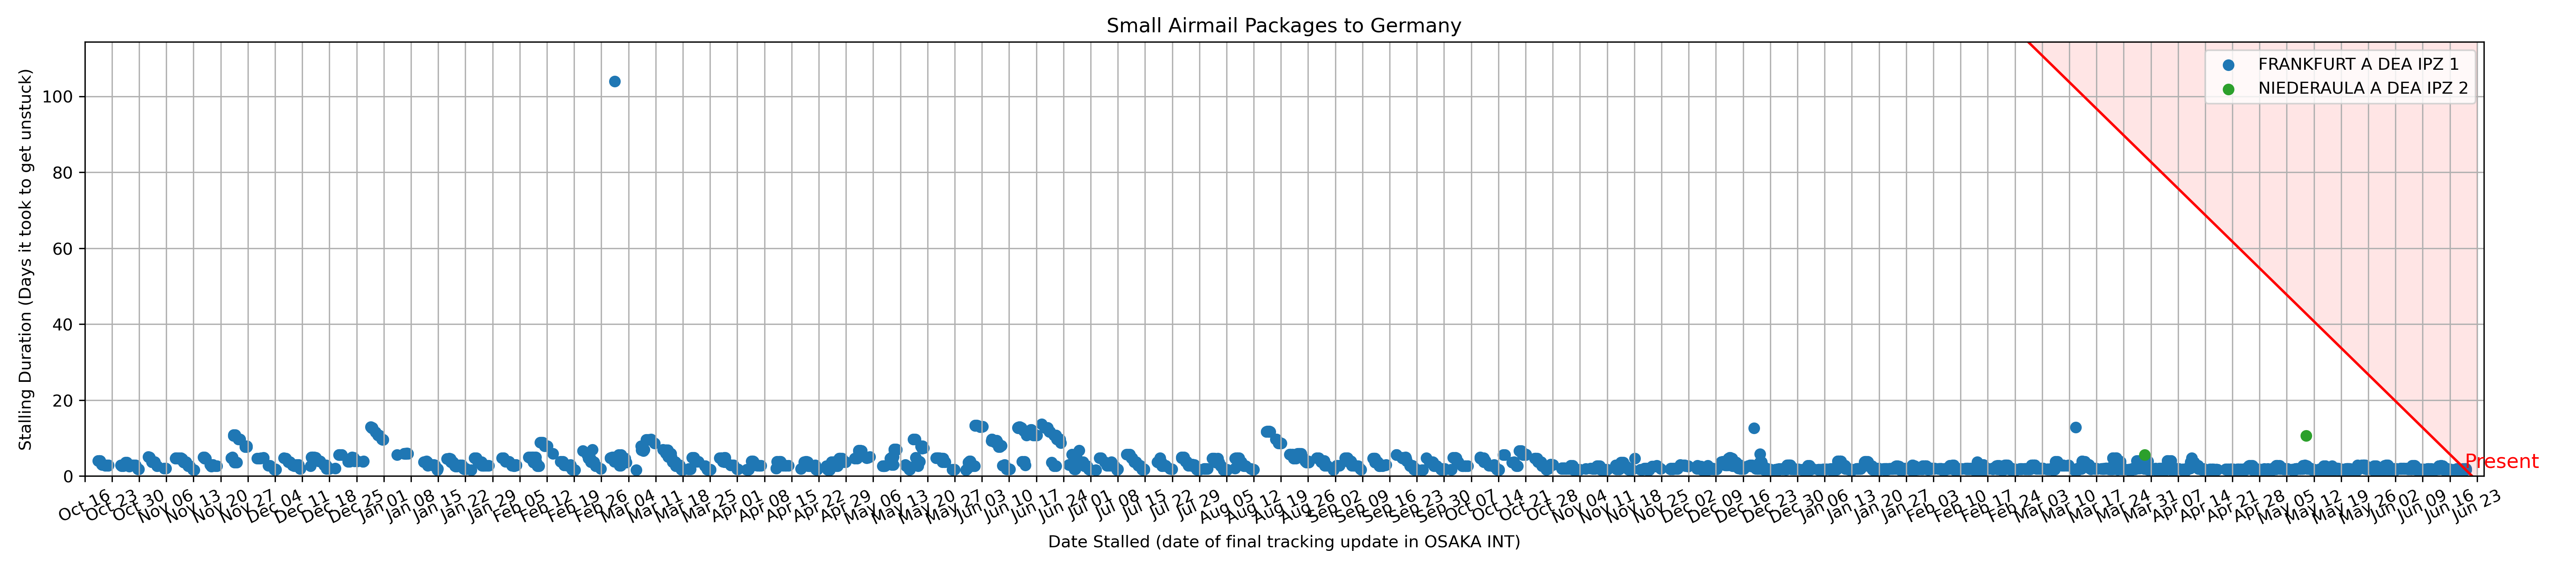 Small Airmail Packages to Germany
FRANKFURT A DEA IPZ 1
NIEDERAULA A DEA IPZ 2
Stalling Duration (Days it took to get unstuck)
100
80
60
40
20
0
Present
Oct 16 Oct 23 Oct 30 Nov 06 Nov 13 Nov 20 Nov 27 Dec 04 Dec 11 Dec 18 Dec 25 Jan 01 Jan 08 Jan 15 Jan 22 Jan 29 Feb 05 Feb 12 Feb 19 Feb 26 Mar 04 Mar 11 Mar 18 Mar 25 Apr 01 Apr 08 Apr 15 Apr 22 Apr 29 May 06 May 13 May 20 May 27 Jun 03 Jun 10 Jun 17 Jun 24 Jul 01 Jul 08 Jul 15 Jul 22 Jul 29 Aug 05 Aug 12 Aug 19 Aug 26 Sep 02 Sep 09 Sep 16 Sep 23 Sep 30 Oct 07 Oct 14 Oct 21 Oct 28 Nov 04 Nov 11 Nov 18 Nov 25 Dec 02 Dec 09 Dec 16 Dec 23 Dec 30 Jan 06 Jan 13 Jan 20 Jan 27 Feb 03 Feb 10 Feb 17 Feb 24 Mar 03 Mar 10 Mar 17 Mar 24 Mar 31 Apr 07 Apr 14 Apr 21 Apr 28 May 05 May 12 May 19 May 26 Jun 02 Jun 09 Jun 16 Jun 23
Date Stalled (date of final tracking update in OSAKA INT)